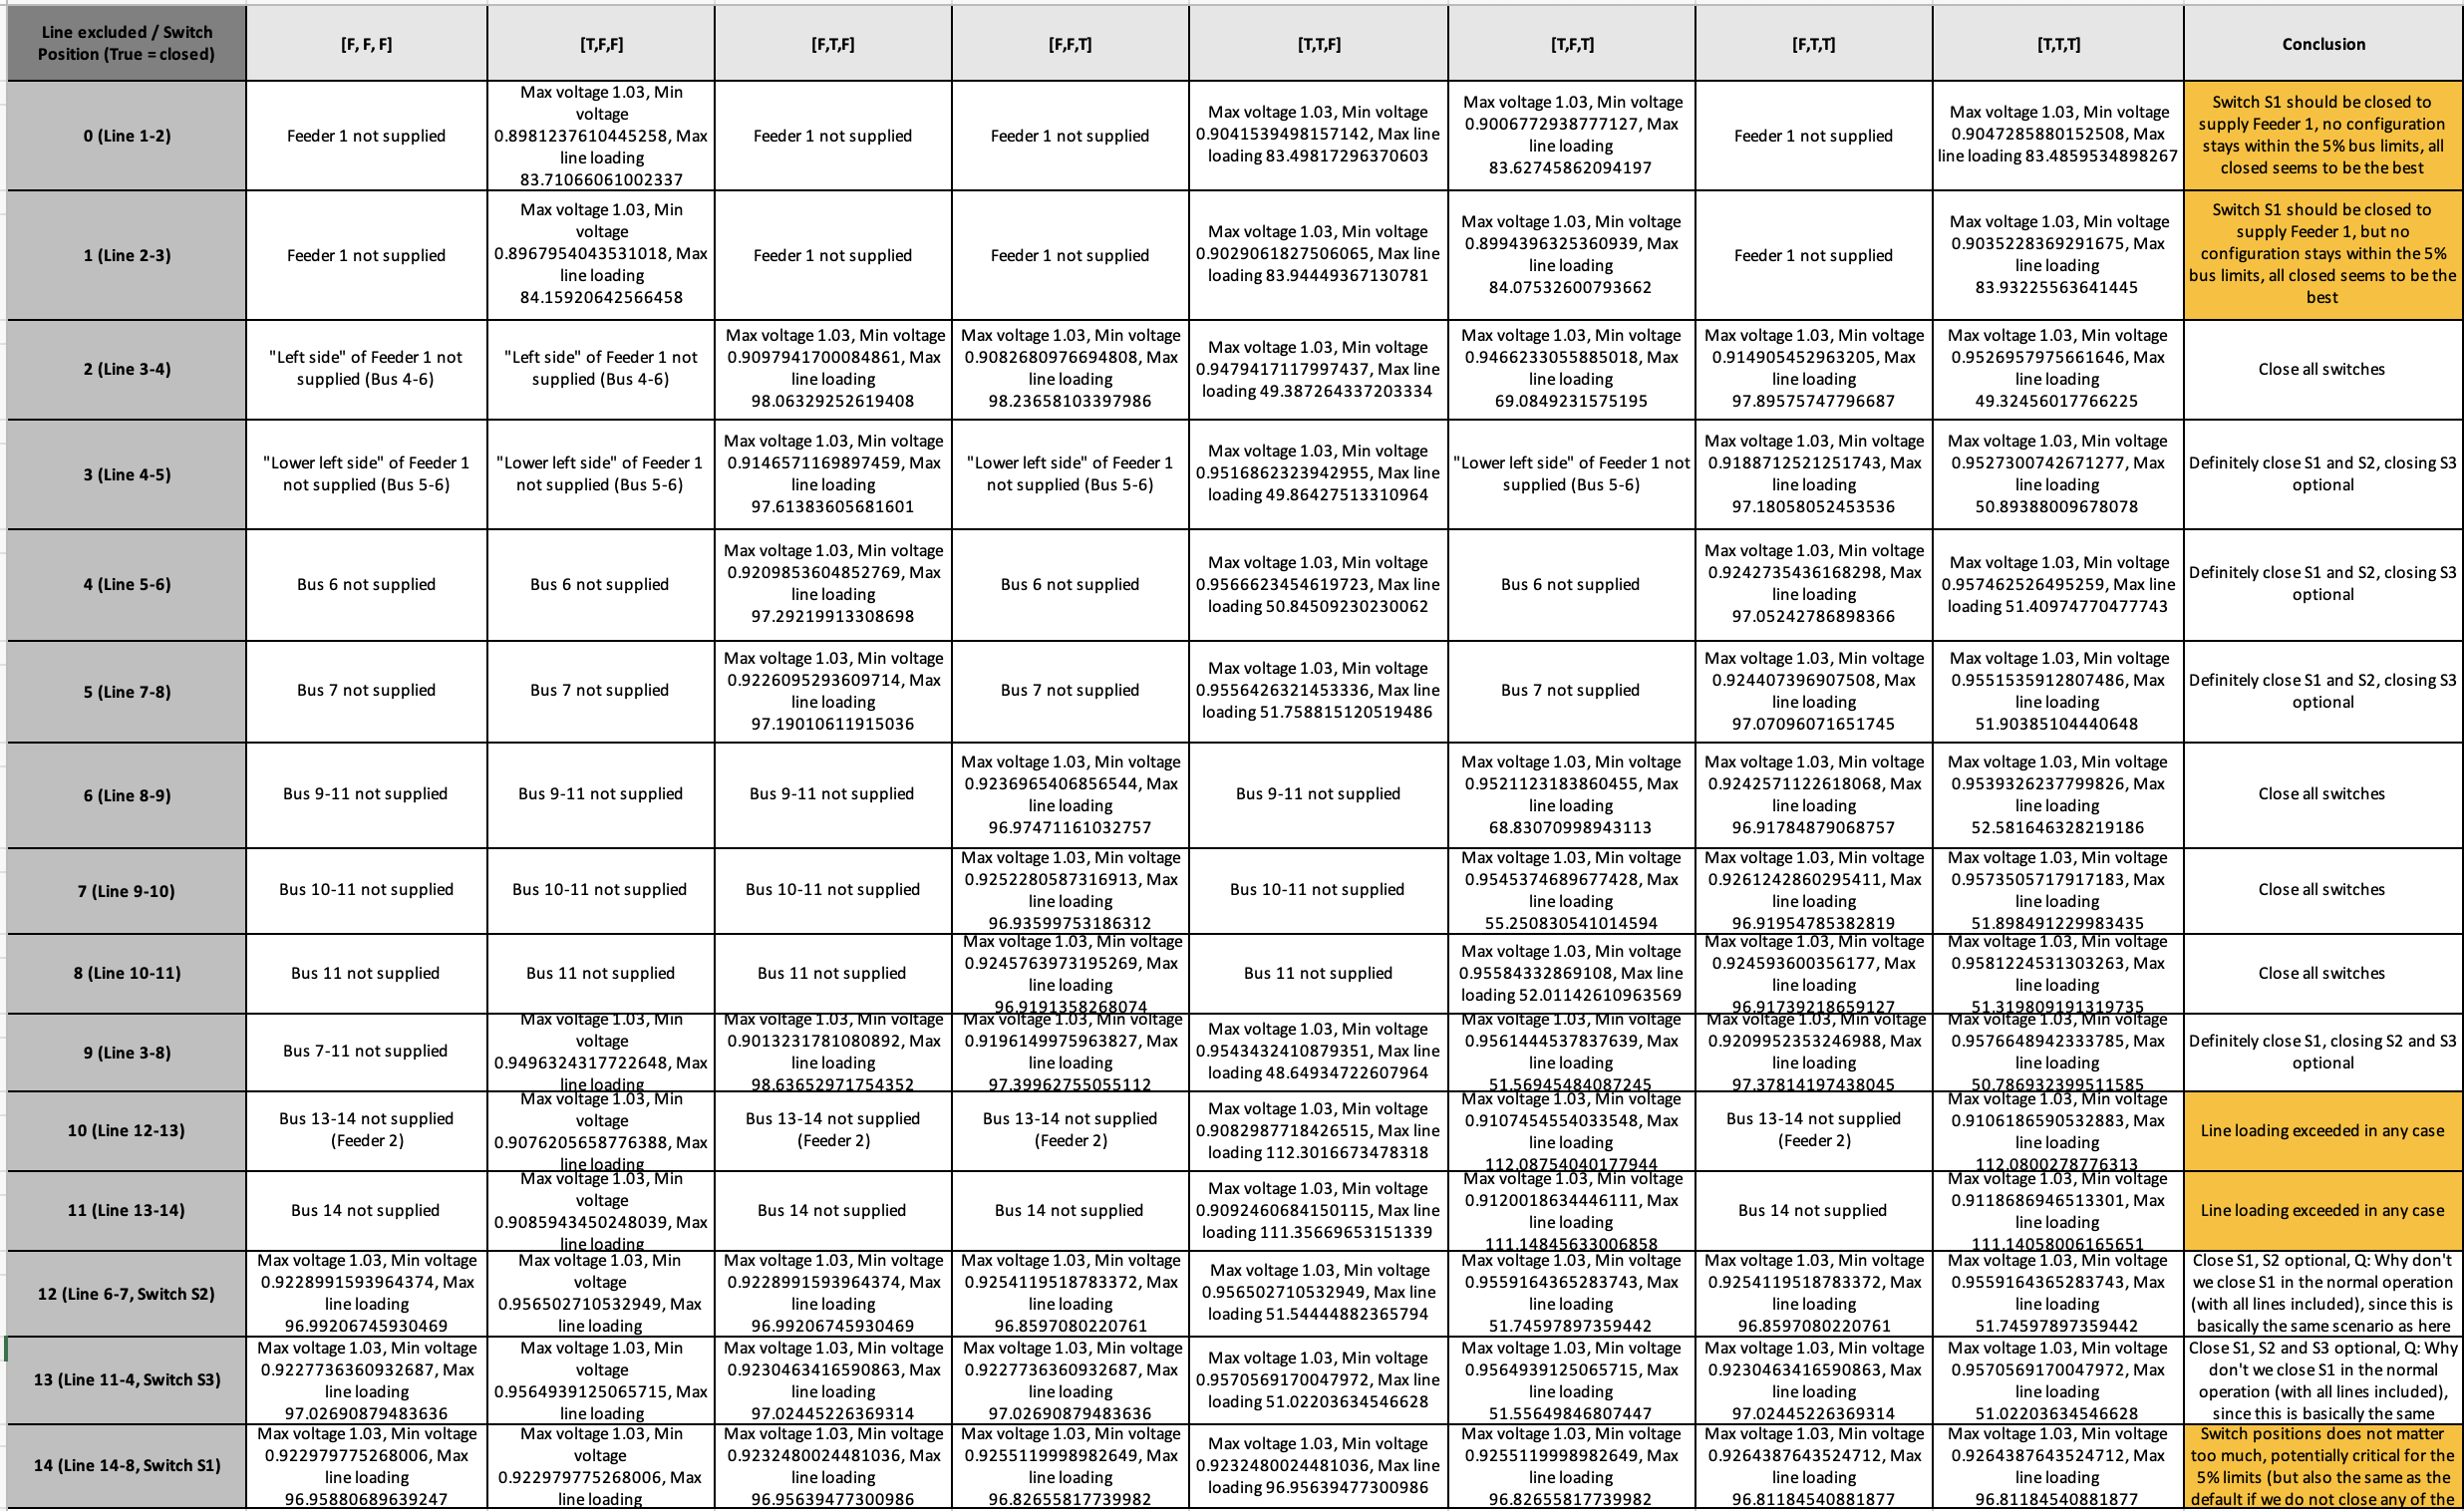 Line excluded / Switch
Position (True = closed)
[F, F, F]
[T,F,F]
[F,T,F]
[F,F,T]
[T,T,F]
[T,F,T]
[F,T,T]
[T,T,T]
Conclusion
0 (Line 1-2)
Feeder 1 not supplied
Max voltage 1.03, Min
voltage
0.8981237610445258, Max
line loading
83.71066061002337
Feeder 1 not supplied
Feeder 1 not supplied
Max voltage 1.03, Min voltage
0.9041539498157142, Max line
loading 83.49817296370603
Max voltage 1.03, Min voltage
0.9006772938777127, Max
line loading
83.62745862094197
Feeder 1 not supplied
Max voltage 1.03, Min voltage
0.9047285880152508, Max
line loading 83.4859534898267
Switch S1 should be closed to
supply Feeder 1, no configuration
stays within the 5% bus limits, all
closed seems to be the best
1 (Line 2-3)
Feeder 1 not supplied
Max voltage 1.03, Min
voltage
0.8967954043531018, Max
line loading
84.15920642566458
Feeder 1 not supplied
Feeder 1 not supplied
Max voltage 1.03, Min voltage
0.9029061827506065, Max line
loading 83.94449367130781
Max voltage 1.03, Min voltage
0.8994396325360939, Max
line loading
84.07532600793662
Feeder 1 not supplied
Max voltage 1.03, Min voltage
0.9035228369291675, Max
line loading
83.93225563641445
Switch S1 should be closed to
supply Feeder 1, but no
configuration stays within the 5%
bus limits, all closed seems to be the
best
2 (Line 3-4)
"Left side" of Feeder 1 not
supplied (Bus 4-6)
"Left side" of Feeder 1 not
supplied (Bus 4-6)
Max voltage 1.03, Min voltage
0.9097941700084861, Max
line loading
98.06329252619408
Max voltage 1.03, Min voltage
0.9082680976694808, Max
line loading
98.23658103397986
Max voltage 1.03, Min voltage
0.9479417117997437, Max line
loading 49.387264337203334
Max voltage 1.03, Min voltage
0.9466233055885018, Max
line loading
69.0849231575195
Max voltage 1.03, Min voltage
0.914905452963205, Max
line loading
97.89575747796687
Max voltage 1.03, Min voltage
0.9526957975661646, Max
line loading
49.32456017766225
Close all switches
3 (Line 4-5)
"Lower left side" of Feeder 1
not supplied (Bus 5-6)
"Lower left side" of Feeder 1
not supplied (Bus 5-6)
Max voltage 1.03, Min voltage
0.9146571169897459, Max
line loading
97.61383605681601
"Lower left side" of Feeder 1
not supplied (Bus 5-6)
Max voltage 1.03, Min voltage
0.9516862323942955, Max line
loading 49.86427513310964
"Lower left side" of Feeder 1 not
supplied (Bus 5-6)
Max voltage 1.03, Min voltage
0.9188712521251743, Max
line loading
97.18058052453536
Max voltage 1.03, Min voltage
0.9527300742671277, Max
line loading
50.89388009678078
Definitely close S1 and S2, closing S3
optional
4 (Line 5-6)
Bus 6 not supplied
Bus 6 not supplied
Max voltage 1.03, Min voltage
0.9209853604852769, Max
line loading
97.29219913308698
Bus 6 not supplied
Max voltage 1.03, Min voltage
0.9566623454619723, Max line
loading 50.84509230230062
Bus 6 not supplied
Max voltage 1.03, Min voltage
0.9242735436168298, Max
line loading
97.05242786898366
Max voltage 1.03, Min voltage
0.957462526495259, Max line
loading 51.40974770477743
Definitely close S1 and S2, closing S3
optional
5 (Line 7-8)
Bus 7 not supplied
Bus 7 not supplied
Max voltage 1.03, Min voltage
0.9226095293609714, Max
line loading
97.19010611915036
Bus 7 not supplied
Max voltage 1.03, Min voltage
0.9556426321453336, Max line
loading 51.758815120519486
Bus 7 not supplied
Max voltage 1.03, Min voltage
0.924407396907508, Max
line loading
97.07096071651745
Max voltage 1.03, Min voltage
0.9551535912807486, Max
line loading
51.90385104440648
Definitely close S1 and S2, closing S3
optional
6 (Line 8-9)
Bus 9-11 not supplied
Bus 9-11 not supplied
Bus 9-11 not supplied
Max voltage 1.03, Min voltage
0.9236965406856544, Max
line loading
96.97471161032757
Bus 9-11 not supplied
Max voltage 1.03, Min voltage
0.9521123183860455, Max
line loading
68.83070998943113
Max voltage 1.03, Min voltage
0.9242571122618068, Max
line loading
96.91784879068757
Max voltage 1.03, Min voltage
0.9539326237799826, Max
line loading
52.581646328219186
Close all switches
7 (Line 9-10)
Bus 10-11 not supplied
Bus 10-11 not supplied
Bus 10-11 not supplied
Max voltage 1.03, Min voltage
0.9252280587316913, Max
line loading
96.93599753186312
Bus 10-11 not supplied
Max voltage 1.03, Min voltage
0.9545374689677428, Max
line loading
55.250830541014594
Max voltage 1.03, Min voltage
0.9261242860295411, Max
line loading
96.91954785382819
Max voltage 1.03, Min voltage
0.9573505717917183, Max
line loading
51.898491229983435
Close all switches
8 (Line 10-11)
Bus 11 not supplied
Bus 11 not supplied
Bus 11 not supplied
Max voltage 1.03, Min voltage
0.9245763973195269, Max
line loading
96.9191358268074
Bus 11 not supplied
Max voltage 1.03, Min voltage
0.95584332869108, Max line
loading 52.01142610963569
Max voltage 1.03, Min voltage
0.924593600356177, Max
line loading
96.91739218659127
Max voltage 1.03, Min voltage
0.9581224531303263, Max
line loading
51.319809191319735
Close all switches
9 (Line 3-8)
Bus 7-11 not supplied
Max voltage 1.03, Min
voltage
0.9496324317722648, Max
line loading
Max voltage 1.03, Min voltage
0.9013231781080892, Max
line loading
98.63652971754352
Max voltage 1.03, Min voltage
0.9196149975963827, Max
line loading
97.39962755055112
Max voltage 1.03, Min voltage
0.9543432410879351, Max line
loading 48.64934722607964
Max voltage 1.03, Min voltage
0.9561444537837639, Max
line loading
51.56945484087245
Max voltage 1.03, Min voltage
0.9209952353246988, Max
line loading
97.37814197438045
Max voltage 1.03, Min voltage
0.9576648942333785, Max
line loading
50.786932399511585
Definitely close S1, closing S2 and S3
optional
10 (Line 12-13)
Bus 13-14 not supplied
(Feeder 2)
Max voltage 1.03, Min
voltage
0.9076205658776388, Max
line loading
Bus 13-14 not supplied
(Feeder 2)
Bus 13-14 not supplied
(Feeder 2)
Max voltage 1.03, Min voltage
0.9082987718426515, Max line
loading 112.3016673478318
Max voltage 1.03, Min voltage
0.9107454554033548, Max
line loading
112.08754040177944
Bus 13-14 not supplied
(Feeder 2)
Max voltage 1.03, Min voltage
0.9106186590532883, Max
line loading
112.0800278776313
Line loading exceeded in any case
11 (Line 13-14)
Bus 14 not supplied
Max voltage 1.03, Min
voltage
0.9085943450248039, Max
line loading
Bus 14 not supplied
Bus 14 not supplied
Max voltage 1.03, Min voltage
0.9092460684150115, Max line
loading 111.35669653151339
Max voltage 1.03, Min voltage
0.9120018634446111, Max
line loading
111.14845633006858
Bus 14 not supplied
Max voltage 1.03, Min voltage
0.9118686946513301, Max
line loading
111.14058006165651
Line loading exceeded in any case
12 (Line 6-7, Switch S2)
Max voltage 1.03, Min voltage
0.9228991593964374, Max
line loading
96.99206745930469
Max voltage 1.03, Min
voltage
0.956502710532949, Max
line loading
Max voltage 1.03, Min voltage
0.9228991593964374, Max
line loading
96.99206745930469
Max voltage 1.03, Min voltage
0.9254119518783372, Max
line loading
96.8597080220761
Max voltage 1.03, Min voltage
0.956502710532949, Max line
loading 51.54444882365794
Max voltage 1.03, Min voltage
0.9559164365283743, Max
line loading
51.74597897359442
Max voltage 1.03, Min voltage
0.9254119518783372, Max
line loading
96.8597080220761
Max voltage 1.03, Min voltage
0.9559164365283743, Max
line loading
51.74597897359442
Close S1, S2 optional, Q: Why don't
we close S1 in the normal operation
(with all lines included), since this is
basically the same scenario as here
13 (Line 11-4, Switch S3)
Max voltage 1.03, Min voltage
0.9227736360932687, Max
line loading
97.02690879483636
Max voltage 1.03, Min
voltage
0.9564939125065715, Max
line loading
Max voltage 1.03, Min voltage
0.9230463416590863, Max
line loading
97.02445226369314
Max voltage 1.03, Min voltage
0.9227736360932687, Max
line loading
97.02690879483636
Max voltage 1.03, Min voltage
0.9570569170047972, Max line
loading 51.02203634546628
Max voltage 1.03, Min voltage
0.9564939125065715, Max
line loading
51.55649846807447
Max voltage 1.03, Min voltage
0.9230463416590863, Max
line loading
97.02445226369314
Max voltage 1.03, Min voltage
0.9570569170047972, Max
line loading
51.02203634546628
Close S1, S2 and S3 optional, Q: Why
don't we close S1 in the normal
operation (with all lines included),
since this is basically the same
14 (Line 14-8, Switch S1)
Max voltage 1.03, Min voltage
0.922979775268006, Max
line loading
96.95880689639247
Max voltage 1.03, Min
voltage
0.922979775268006, Max
line loading
Max voltage 1.03, Min voltage
0.9232480024481036, Max
line loading
96.95639477300986
Max voltage 1.03, Min voltage
0.9255119998982649, Max
line loading
96.82655817739982
Max voltage 1.03, Min voltage
0.9232480024481036, Max line
loading 96.95639477300986
Max voltage 1.03, Min voltage
0.9255119998982649, Max
line loading
96.82655817739982
Max voltage 1.03, Min voltage
0.9264387643524712, Max
line loading
96.81184540881877
Max voltage 1.03, Min voltage
0.9264387643524712, Max
line loading
96.81184540881877
Switch positions does not matter
too much, potentially critical for the
5% limits (but also the same as the
default if we do not close any of the